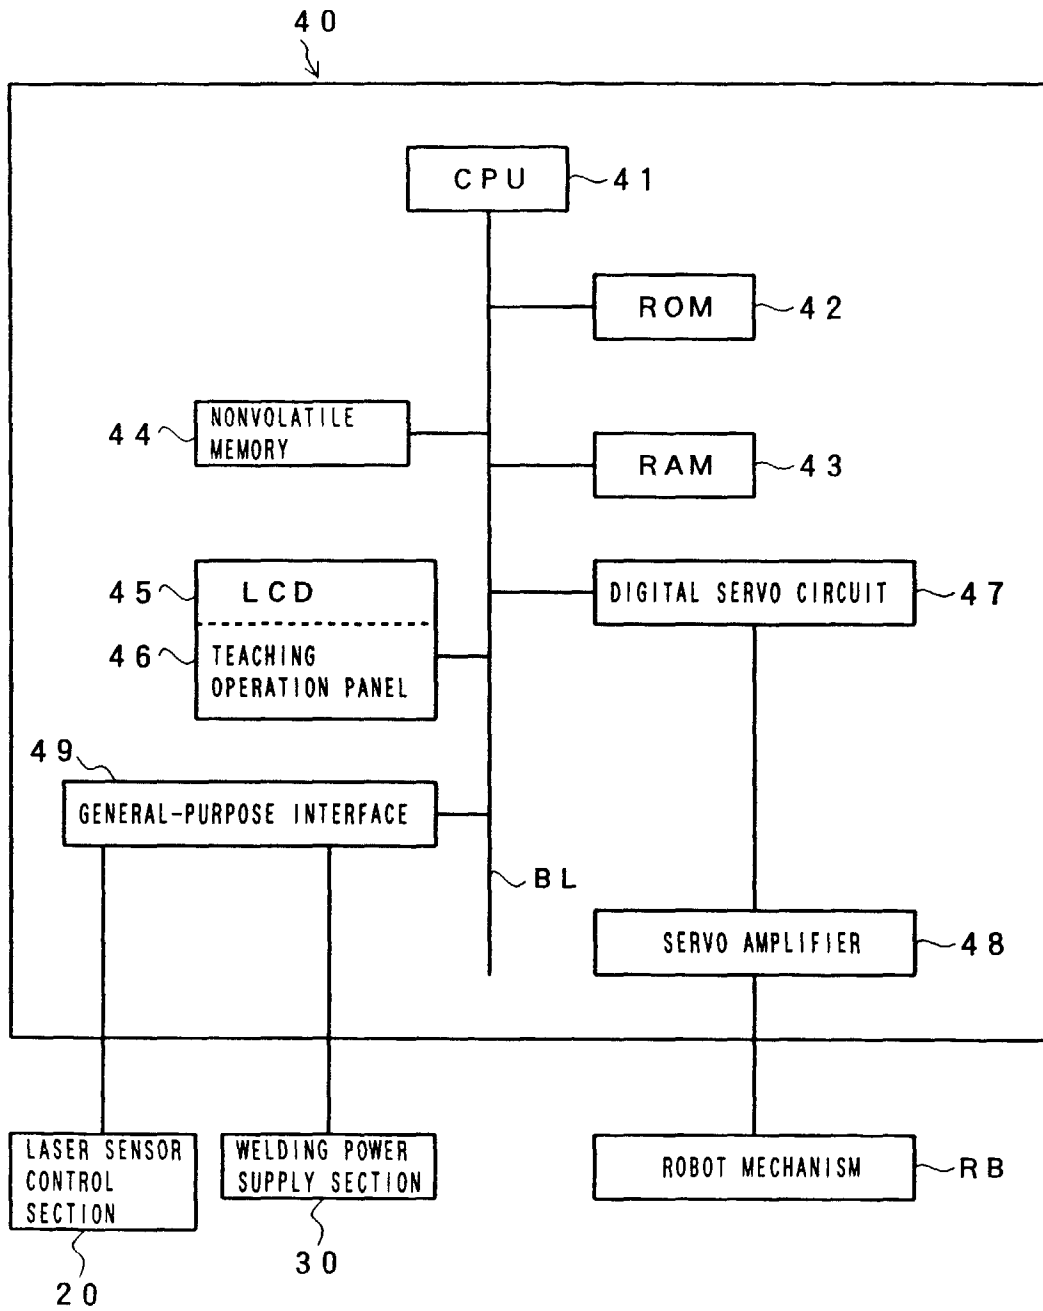 40
CPU
41
ROM
42
NONVOLATILE
MEMORY
44
RAM
43
45
LCD
46
TEACHING
OPERATION PANEL
DIGITAL SERVO CIRCUIT
47
49
GENERAL-PURPOSE INTERFACE
BL
SERVO AMPLIFIER
48
LASER SENSOR
CONTROL
SECTION
20
WELDING POWER
SUPPLY SECTION
30
ROBOT MECHANISM
RB